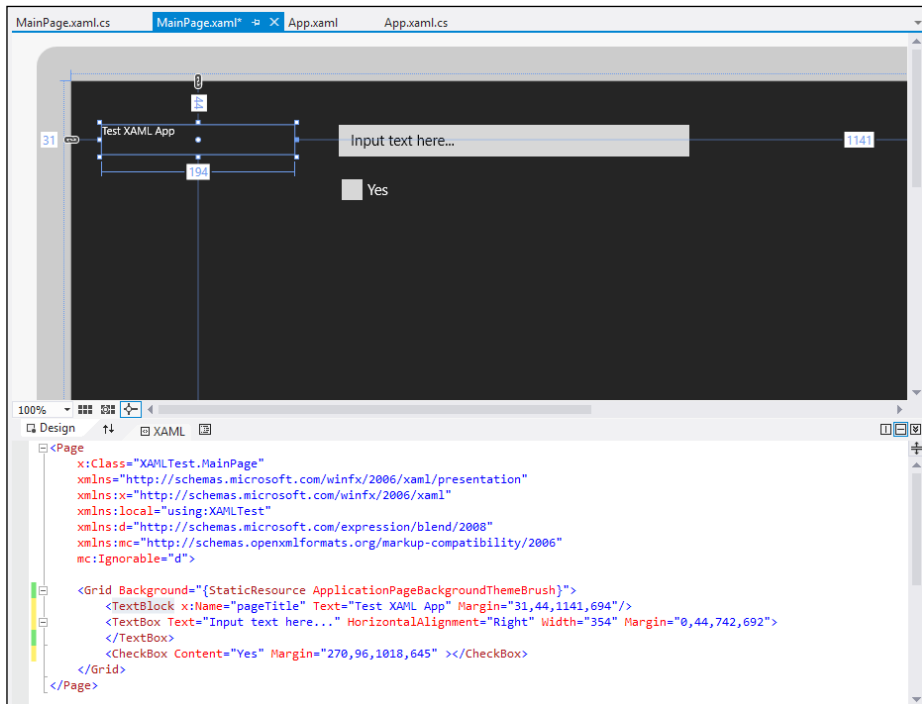 MainPage.xaml.cs MainPage.xaml* App.xaml App.xaml.cs
44
Test XAML App
31
Input text here...
1141
194
Yes
100%
Design XAML
<Page
x:Class="XAMLTest.MainPage"
xmlns="http://schemas.microsoft.com/winfx/2006/xaml/presentation"
xmlns:x="http://schemas.microsoft.com/winfx/2006/xaml"
xmlns:local="using:XAMLTest"
xmlns:d="http://schemas.microsoft.com/expression/blend/2008"
xmlns:mc="http://schemas.openxmlformats.org/markup-compatibility/2006"
mc:Ignorable="d">
<Grid Background="{StaticResource ApplicationPageBackgroundThemeBrush}">
<TextBlock x:Name="pageTitle" Text="Test XAML App" Margin="31,44,1141,694"/>
<TextBox Text="Input text here..." HorizontalAlignment="Right" Width="354" Margin="0,44,742,692">
</TextBox>
<CheckBox Content="Yes" Margin="270,96,1018,645" ></CheckBox>
</Grid>
</Page>